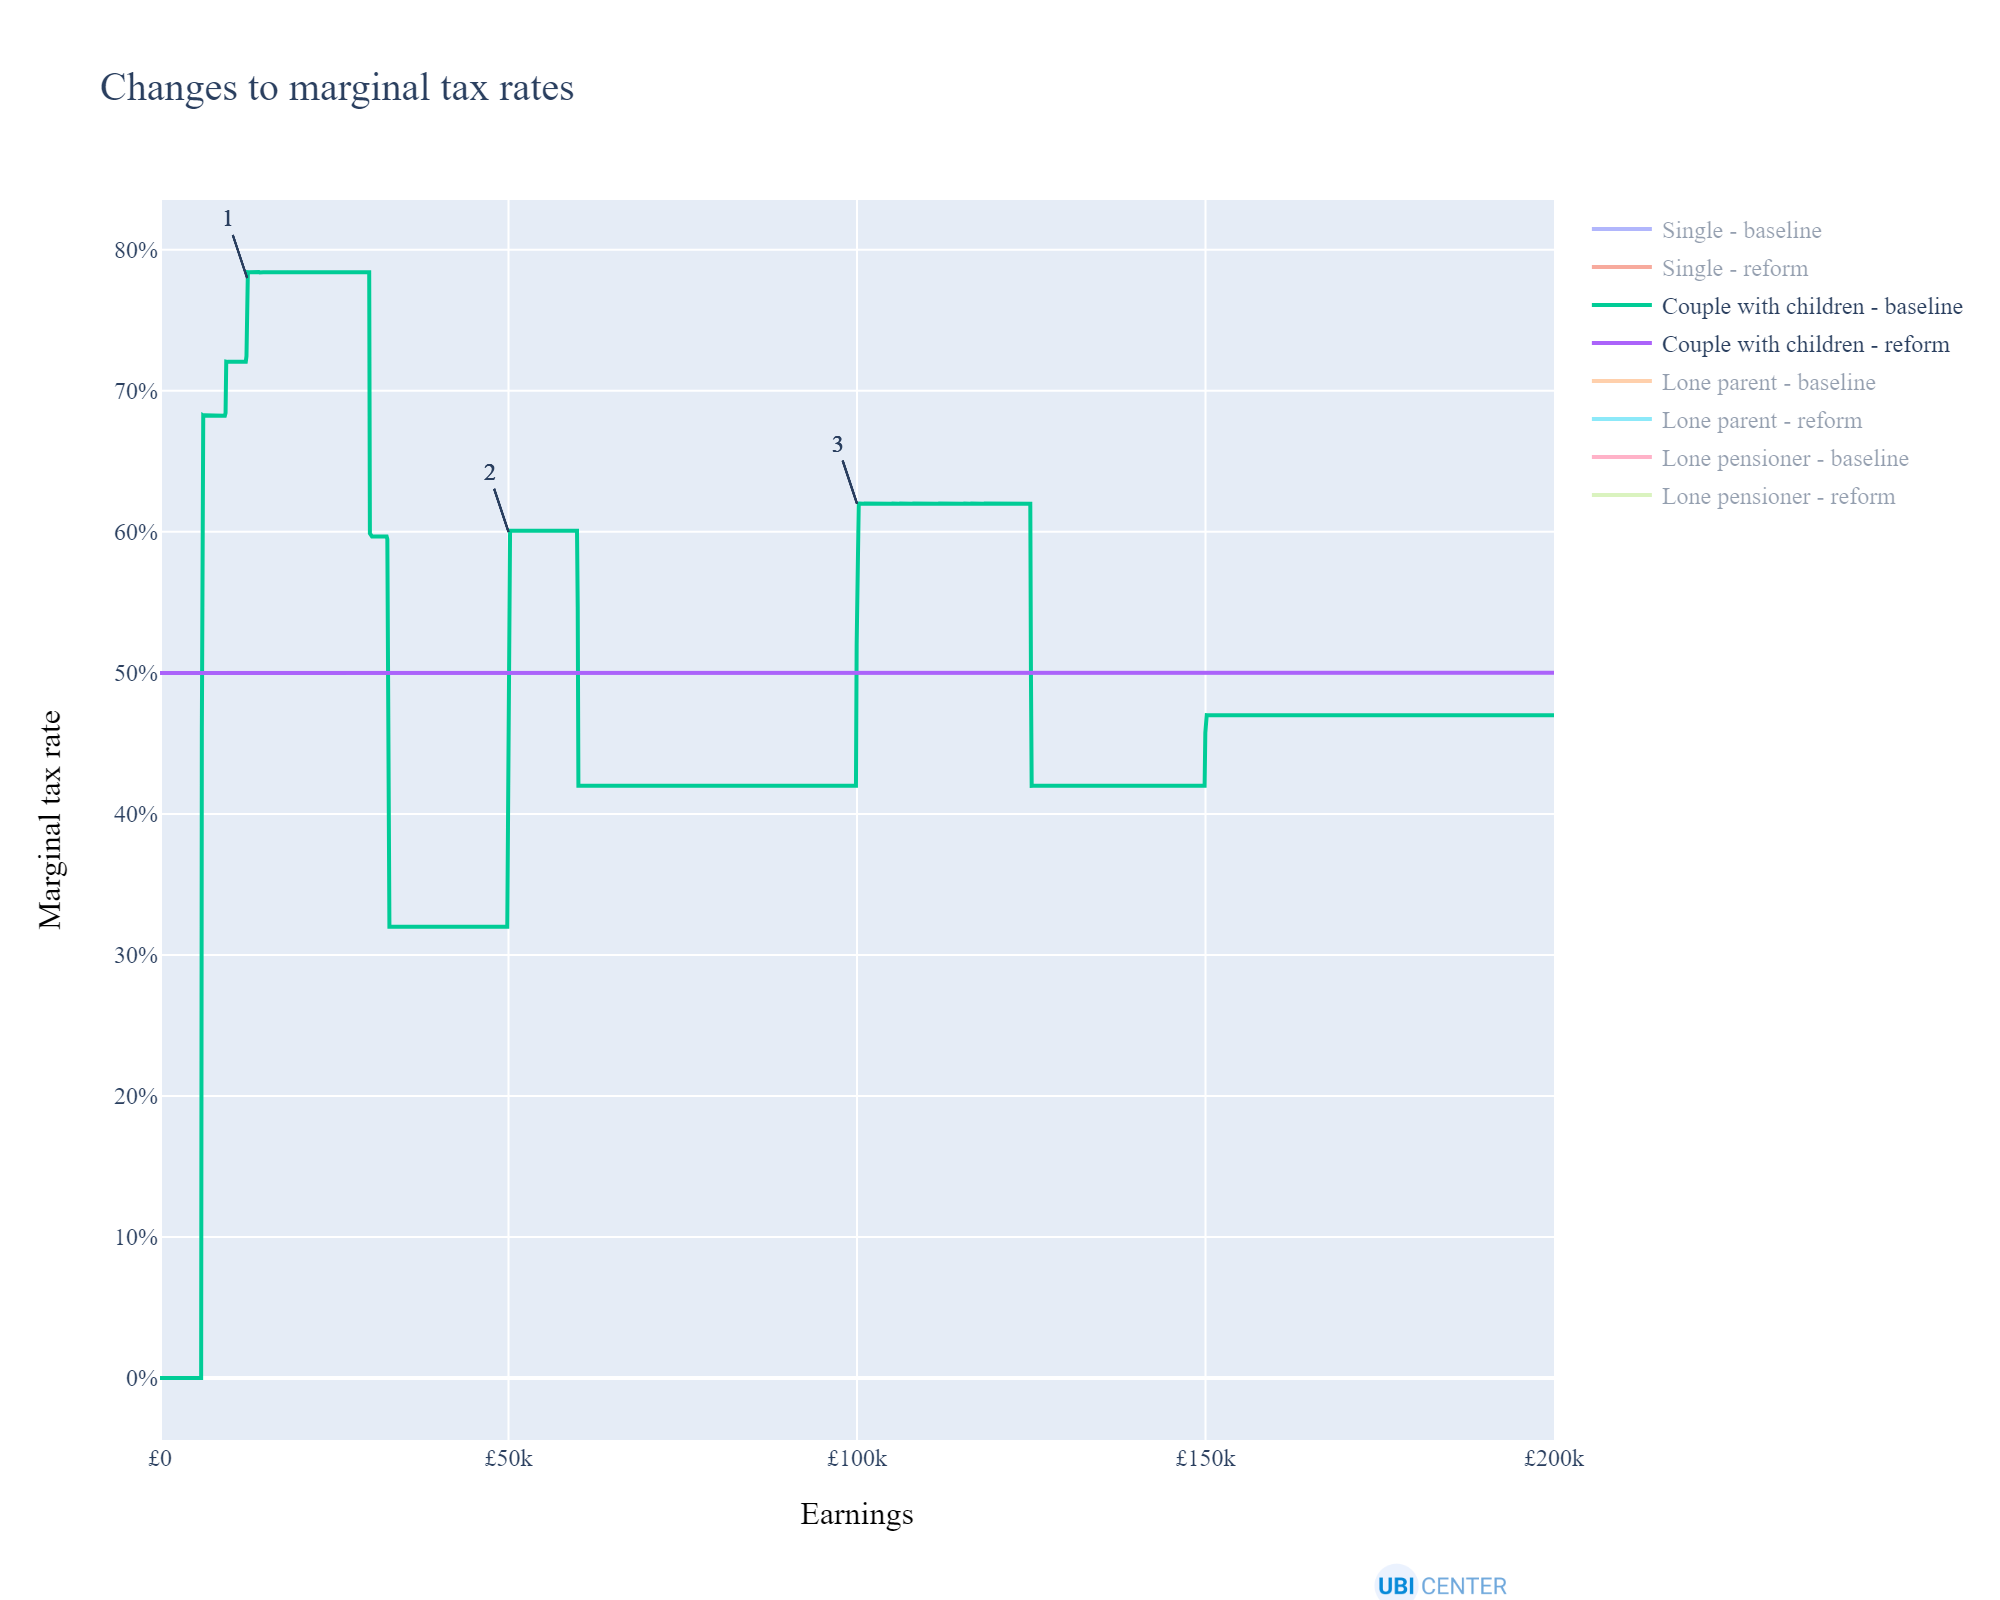 Changes to marginal tax rates
1
80%
Single - baseline
Single - reform
Couple with children - baseline
Couple with children - reform
70%
Lone parent - baseline
Lone parent - reform
3
Lone pensioner - baseline
2
Lone pensioner - reform
60%
50%
Marginal tax rate
40%
30%
20%
10%
0%
£0
£50k
£100k
£150k
£200k
Earnings
UBI CENTER